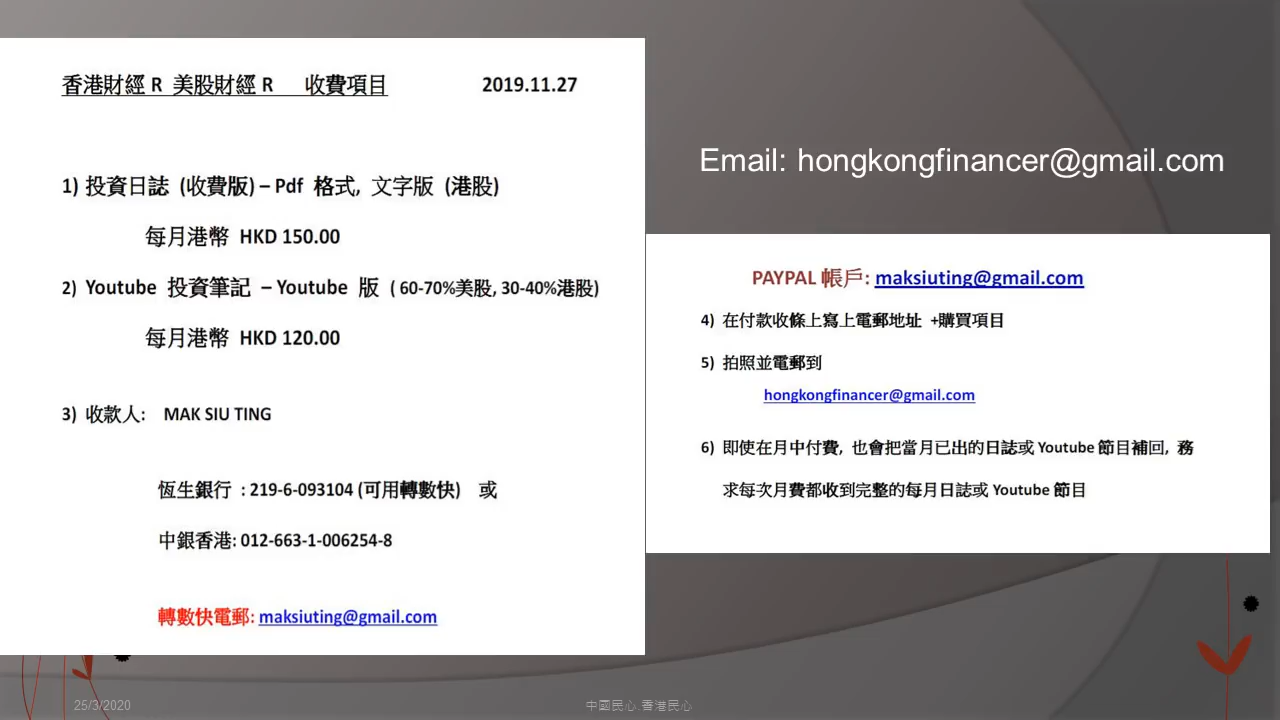 香港財經 R 美股財經 R 收費項目 2019.11.27
1) 投資日誌 (收費版) – Pdf 格式, 文字版 (港股)
每月港幣 HKD 150.00
2) Youtube 投資筆記 – Youtube 版 ( 60-70%美股, 30-40%港股)
每月港幣 HKD 120.00
3) 收款人: MAK SIU TING
恆生銀行 : 219-6-093104 (可用轉數快) 或
中銀香港: 012-663-1-006254-8
轉數快電郵: maksiuting@gmail.com
Email: hongkongfinancer@gmail.com
PAYPAL 帳戶: maksiuting@gmail.com
4) 在付款收條上寫上電郵地址 +購買項目
5) 拍照並電郵到
hongkongfinancer@gmail.com
6) 即使在月中付費, 也會把當月已出的日誌或 Youtube 節目補回, 務
求每次月費都收到完整的每月日誌或 Youtube 節目
25/3/2020
中國民心.香港民心